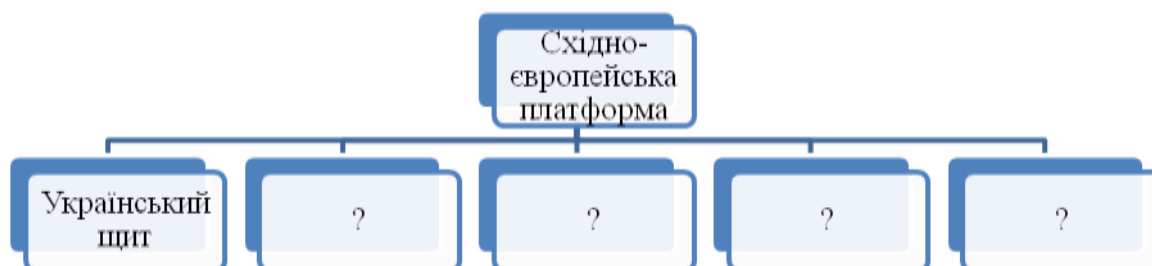 Східно-
європейська
платформа
Український
щит
?
?
?
?